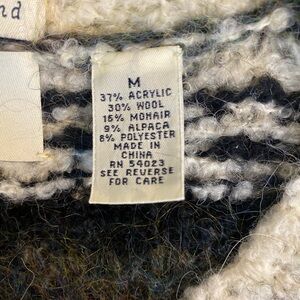 nd
M
37% ACRYLIC
30% WOOL
15% MOHAIR
9% ALPACA
8% POLYESTER
MADE IN
CHINA
RN 54023
SEE REVERSE
FOR CARE